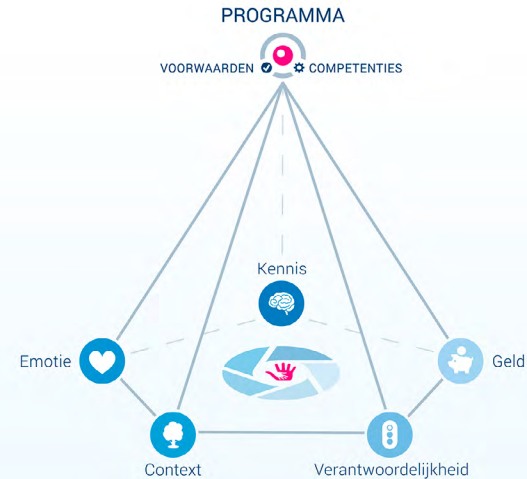 PROGRAMMA
VOORWAARDEN COMPETENTIES
Kennis
Emotie
Geld
Context
Verantwoordelijkheid